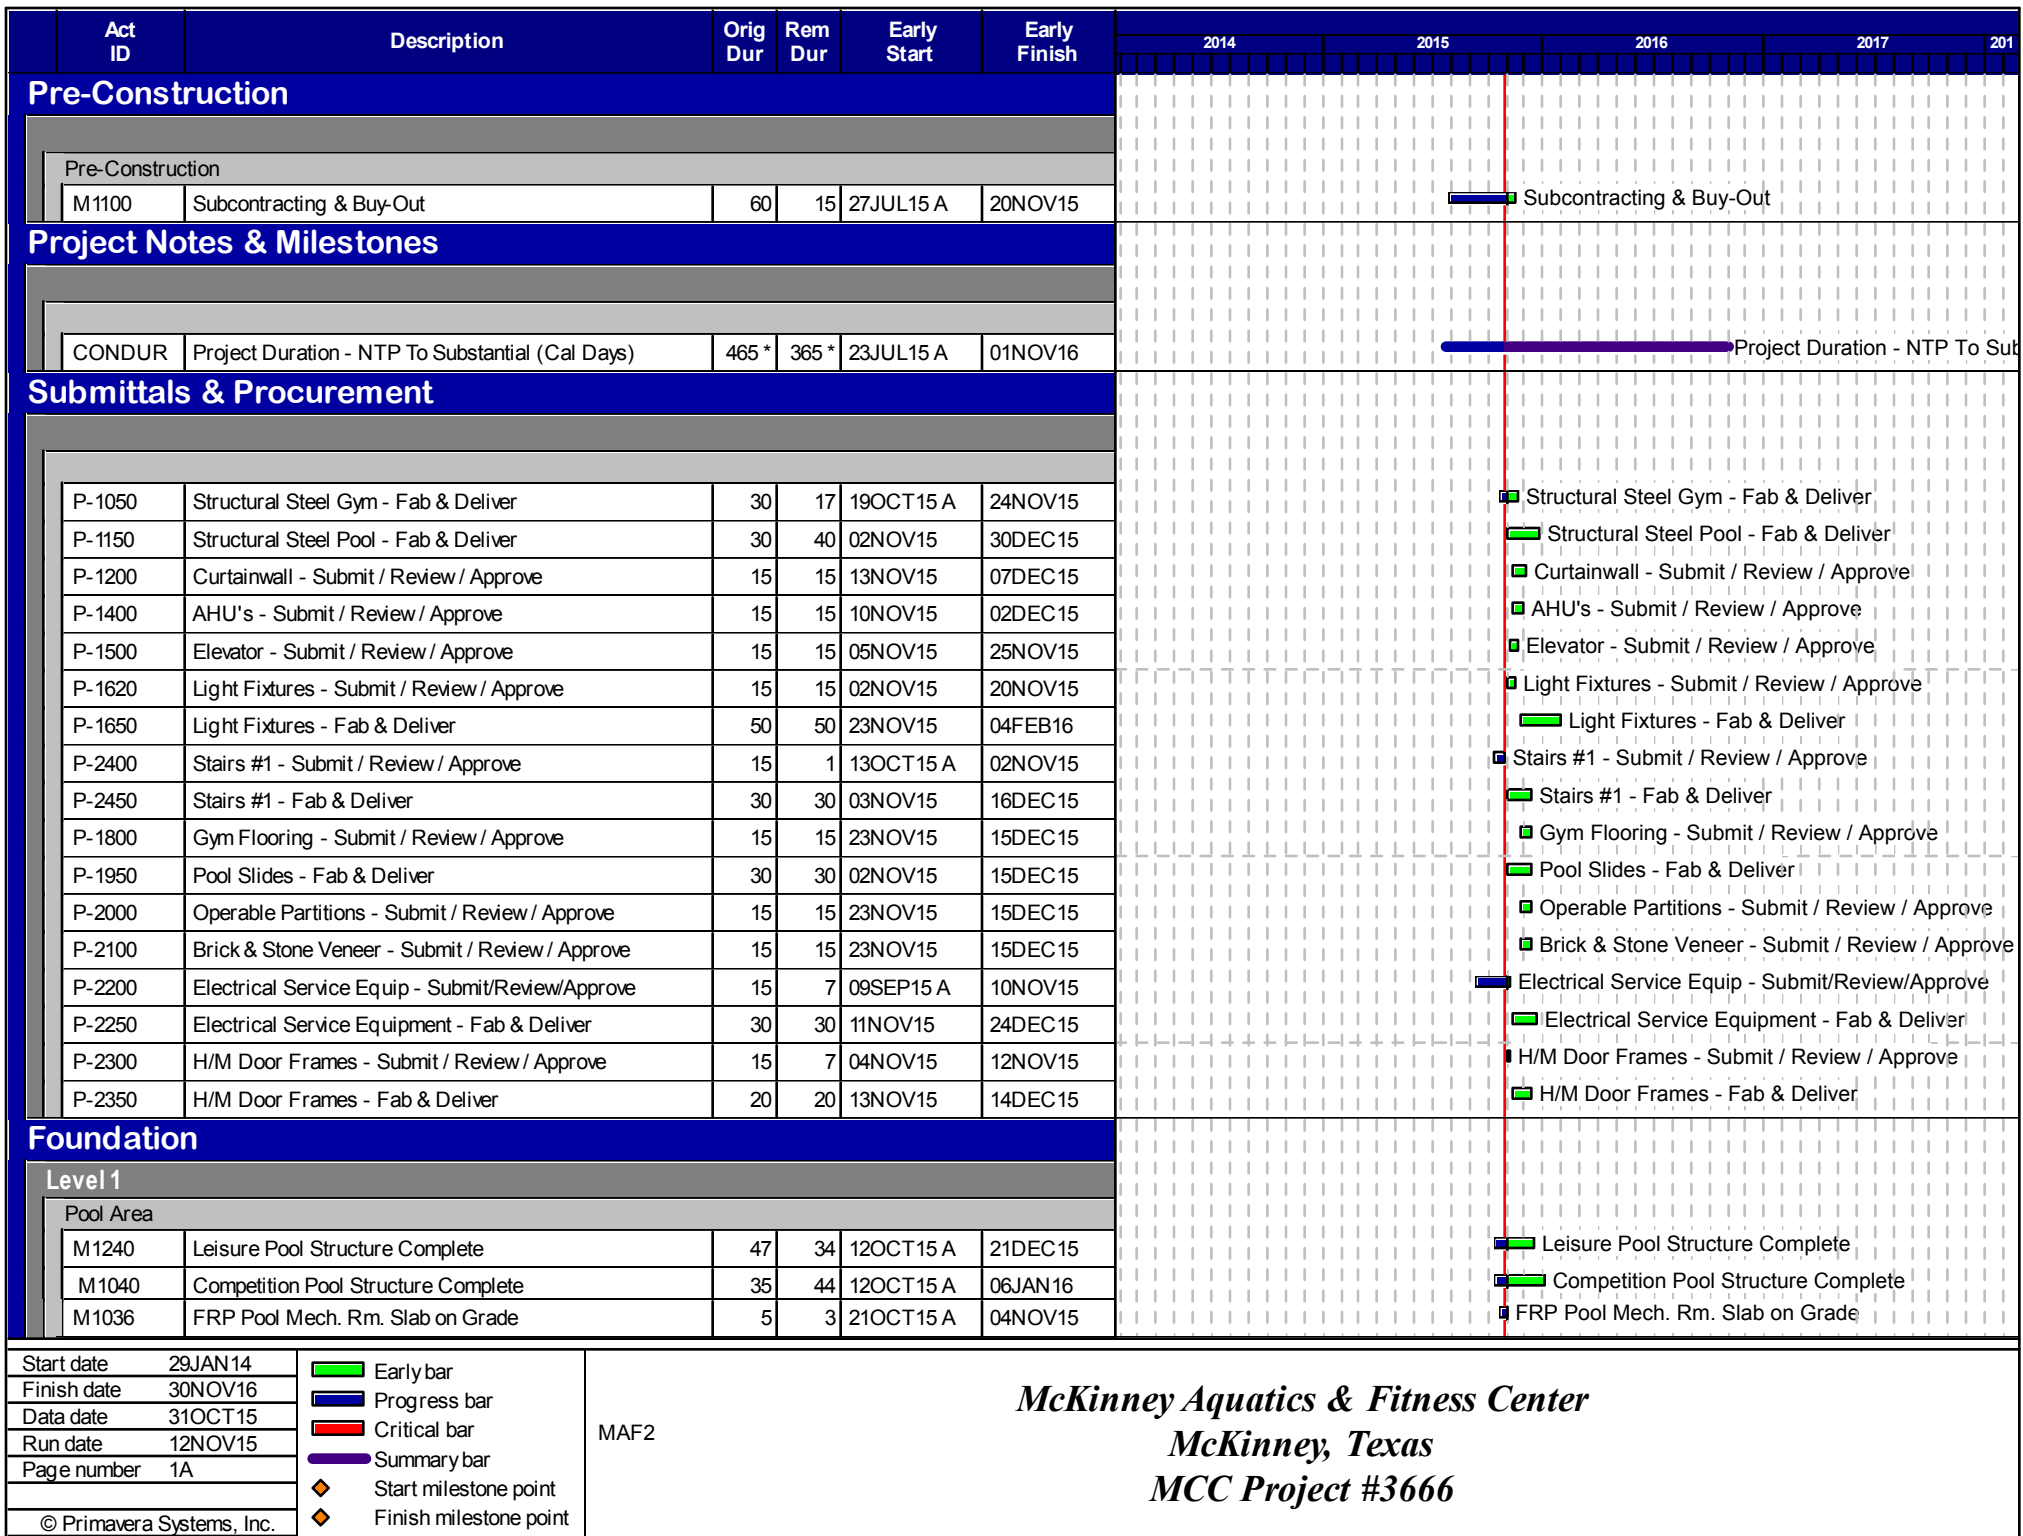 Act ID Description Orig Dur Rem Dur Early Start Early Finish 2014 2015 2016 2017 201
Pre-Construction
Pre-Construction
M1100 Subcontracting & Buy-Out 60 15 27JUL15 A 20NOV15 Subcontracting & Buy-Out
Project Notes & Milestones
CONDUR Project Duration - NTP To Substantial (Cal Days) 465 * 365 * 23JUL15 A 01NOV16 Project Duration - NTP To Sub
Submittals & Procurement
P-1050 Structural Steel Gym - Fab & Deliver 30 17 19OCT15 A 24NOV15 Structural Steel Gym - Fab & Deliver
P-1150 Structural Steel Pool - Fab & Deliver 30 40 02NOV15 30DEC15 Structural Steel Pool - Fab & Deliver
P-1200 Curtainwall - Submit / Review / Approve 15 15 13NOV15 07DEC15 Curtainwall - Submit / Review / Approve
P-1400 AHU's - Submit / Review / Approve 15 15 10NOV15 02DEC15 AHU's - Submit / Review / Approve
P-1500 Elevator - Submit / Review / Approve 15 15 05NOV15 25NOV15 Elevator - Submit / Review / Approve
P-1620 Light Fixtures - Submit / Review / Approve 15 15 02NOV15 20NOV15 Light Fixtures - Submit / Review / Approve
P-1650 Light Fixtures - Fab & Deliver 50 50 23NOV15 04FEB16 Light Fixtures - Fab & Deliver
P-2400 Stairs #1 - Submit / Review / Approve 15 1 13OCT15 A 02NOV15 Stairs #1 - Submit / Review / Approve
P-2450 Stairs #1 - Fab & Deliver 30 30 03NOV15 16DEC15 Stairs #1 - Fab & Deliver
P-1800 Gym Flooring - Submit / Review / Approve 15 15 23NOV15 15DEC15 Gym Flooring - Submit / Review / Approve
P-1950 Pool Slides - Fab & Deliver 30 30 02NOV15 15DEC15 Pool Slides - Fab & Deliver
P-2000 Operable Partitions - Submit / Review / Approve 15 15 23NOV15 15DEC15 Operable Partitions - Submit / Review / Approve
P-2100 Brick & Stone Veneer - Submit / Review / Approve 15 15 23NOV15 15DEC15 Brick & Stone Veneer - Submit / Review / Approve
P-2200 Electrical Service Equip - Submit/Review/Approve 15 7 09SEP15 A 10NOV15 Electrical Service Equip - Submit/Review/Approve
P-2250 Electrical Service Equipment - Fab & Deliver 30 30 11NOV15 24DEC15 Electrical Service Equipment - Fab & Deliver
P-2300 H/M Door Frames - Submit / Review / Approve 15 7 04NOV15 12NOV15 H/M Door Frames - Submit / Review / Approve
P-2350 H/M Door Frames - Fab & Deliver 20 20 13NOV15 14DEC15 H/M Door Frames - Fab & Deliver
Foundation
Level 1
Pool Area
M1240 Leisure Pool Structure Complete 47 34 12OCT15 A 21DEC15 Leisure Pool Structure Complete
M1040 Competition Pool Structure Complete 35 44 12OCT15 A 06JAN16 Competition Pool Structure Complete
M1036 FRP Pool Mech. Rm. Slab on Grade 5 3 21OCT15 A 04NOV15 FRP Pool Mech. Rm. Slab on Grade
Start date 29JAN14
Finish date 30NOV16
Data date 31OCT15
Run date 12NOV15
Page number 1A
© Primavera Systems, Inc.
Early bar
Progress bar
Critical bar
Summary bar
Start milestone point
Finish milestone point
MAF2
McKinney Aquatics & Fitness Center
McKinney, Texas
MCC Project #3666